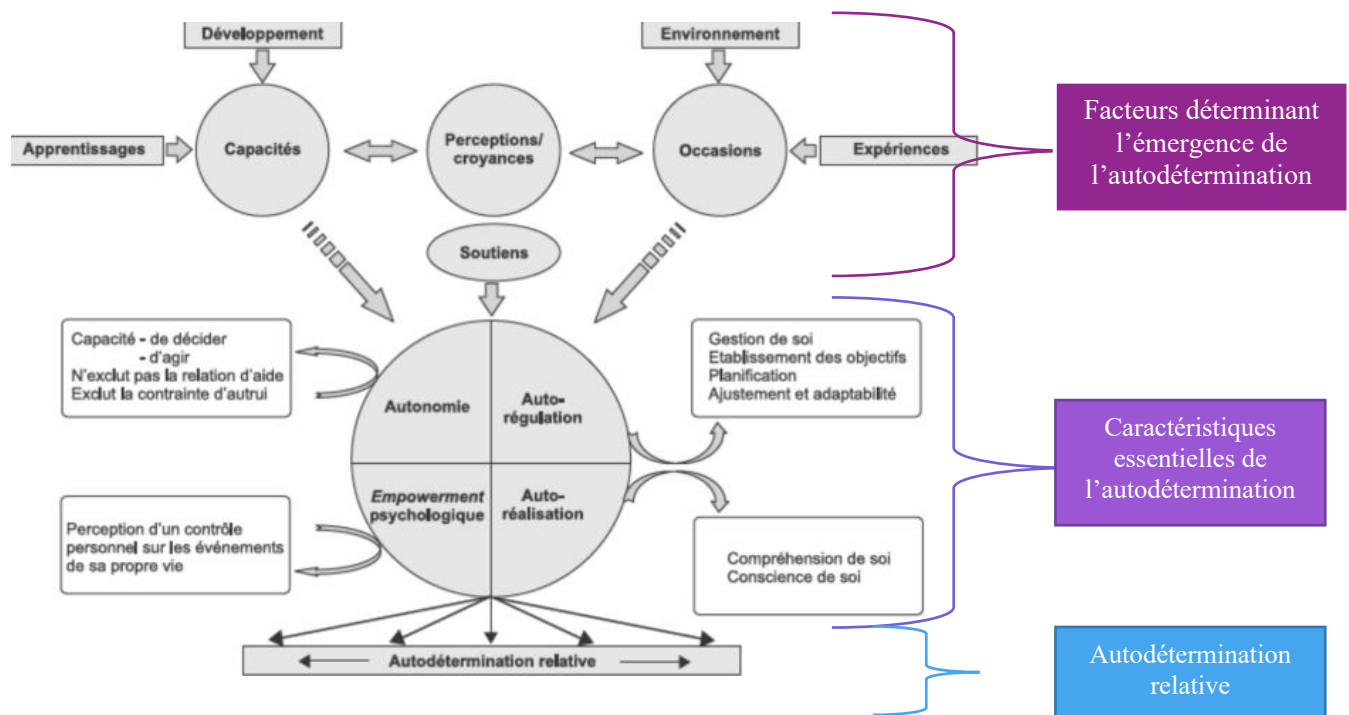 Développement
Environnement
Apprentissages
Capacités
Perceptions/
croyances
Occasions
Expériences
Facteurs déterminant
l’émergence de
l’autodétermination
Soutiens
Capacité - de décider
- d’agir
N’exclut pas la relation d’aide
Exclut la contrainte d’autrui
Autonomie
Auto-
régulation
Gestion de soi
Etablissement des objectifs
Planification
Ajustement et adaptabilité
Caractéristiques
essentielles de
l’autodétermination
Perception d’un contrôle
personnel sur les événements
de sa propre vie
Empowerment
psychologique
Auto-
réalisation
Compréhension de soi
Conscience de soi
Autodétermination relative
Autodétermination
relative